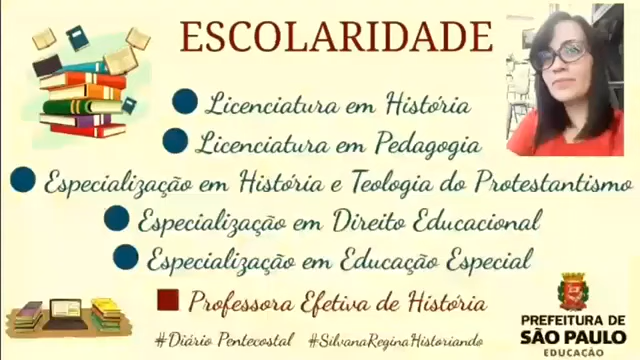 ESCOLARIDADE
Licenciatura em História
Licenciatura em Pedagogia
Especialização em História e Teologia do Protestantismo
Especialização em Direito Educacional
Especialização em Educação Especial
Professora Efetiva de História
#Diário Pentecostal #SilvanaReginaHistoriando
PREFEITURA DE
SÃO PAULO
EDUCAÇÃO